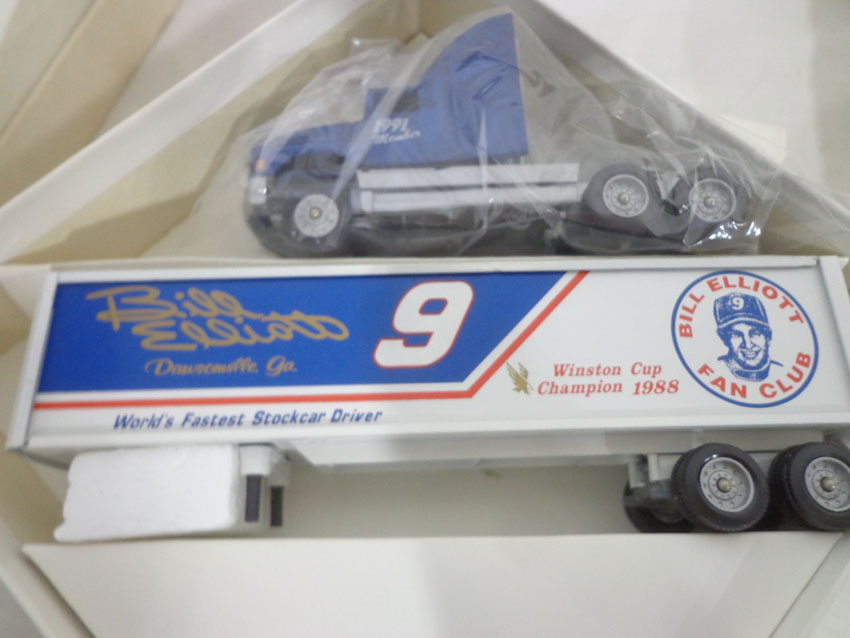 1991
Member
Bill
Elliott
Dawsonville, Ga.
9
World's Fastest Stockcar Driver
Winston Cup
Champion 1988
BILL ELLIOTT
9
FAN CLUB